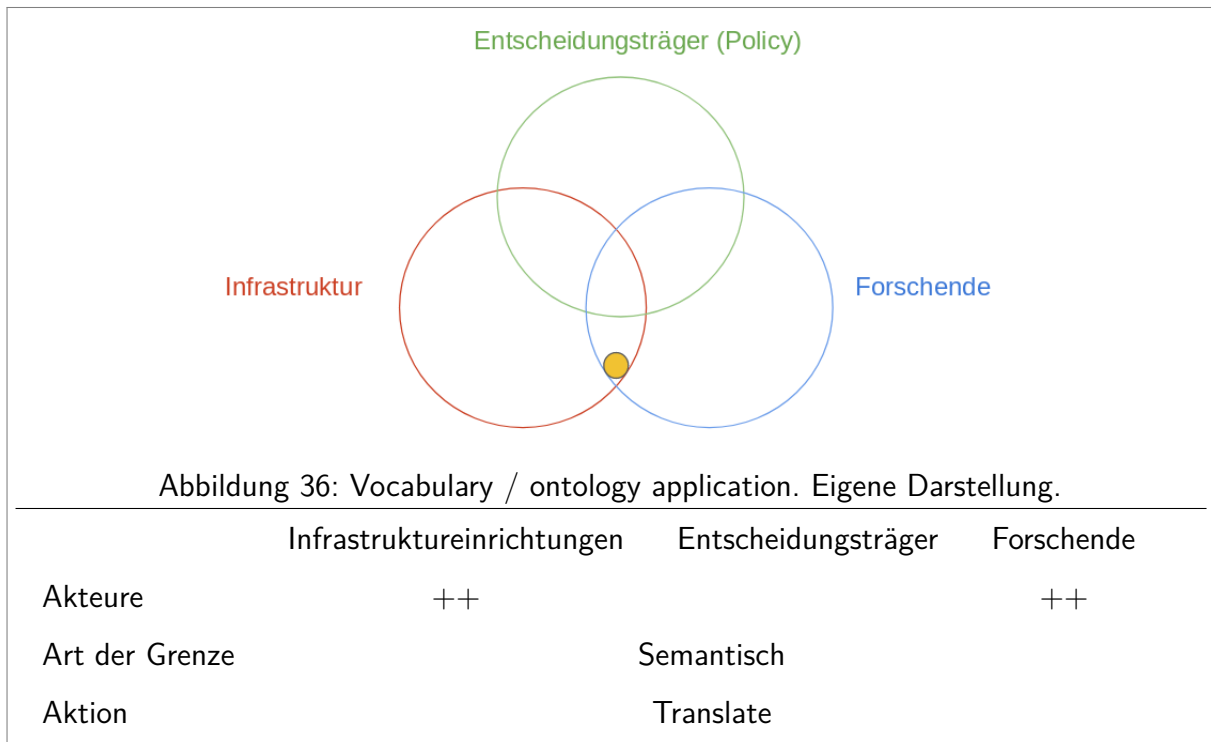 Entscheidungsträger (Policy)
Infrastruktur
Forschende
Abbildung 36: Vocabulary / ontology application. Eigene Darstellung.
Infrastruktureinrichtungen Entscheidungsträger Forschende
Akteure ++ ++
Art der Grenze Semantisch
Aktion Translate